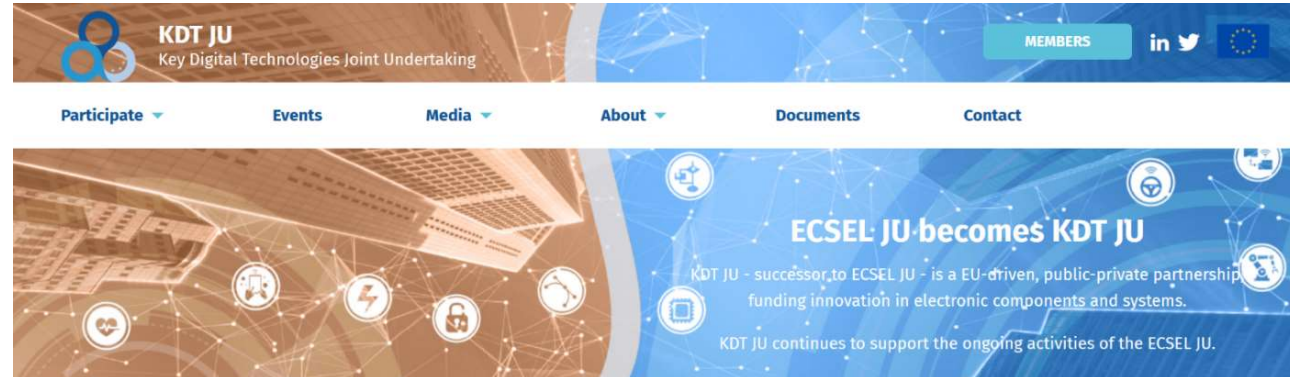 KDT JU
Key Digital Technologies Joint Undertaking
MEMBERS
in
Participate
Events
Media
About
Documents
Contact
ECSEL JU becomes KDT JU
KDT JU - successor to ECSEL JU - is a EU-driven, public-private partnership
funding innovation in electronic components and systems.
KDT JU continues to support the ongoing activities of the ECSEL JU.